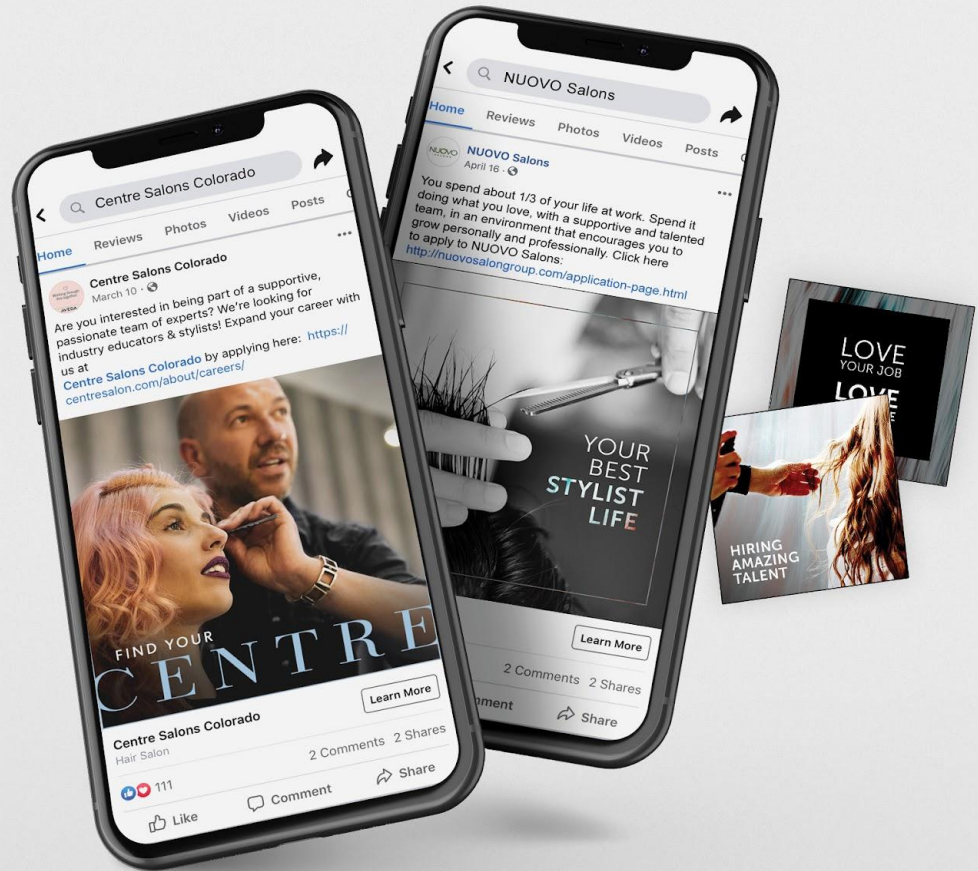 Centre Salons Colorado
Home Reviews Photos Videos Posts
Centre Salons Colorado
March 10 ·
AVEDA
Are you interested in being part of a supportive,
passionate team of experts? We're looking for
industry educators & stylists! Expand your career with
us at
Centre Salons Colorado by applying here: https://
centresalon.com/about/careers/
FIND YOUR
CENTRE
Learn More
Centre Salons Colorado
Hair Salon
111
2 Comments 2 Shares
Like Comment Share
NUOVO Salons
Home Reviews Photos Videos Posts
NUOVO
NUOVO Salons
April 16 ·
You spend about 1/3 of your life at work. Spend it
doing what you love, with a supportive and talented
team, in an environment that encourages you to
grow personally and professionally. Click here
to apply to NUOVO Salons:
http://nuovosalongroup.com/application-page.html
YOUR
BEST
STYLIST
LIFE
Learn More
2 Comments 2 Shares
Share
LOVE
YOUR JOB
LOVE
HIRING
AMAZING
TALENT